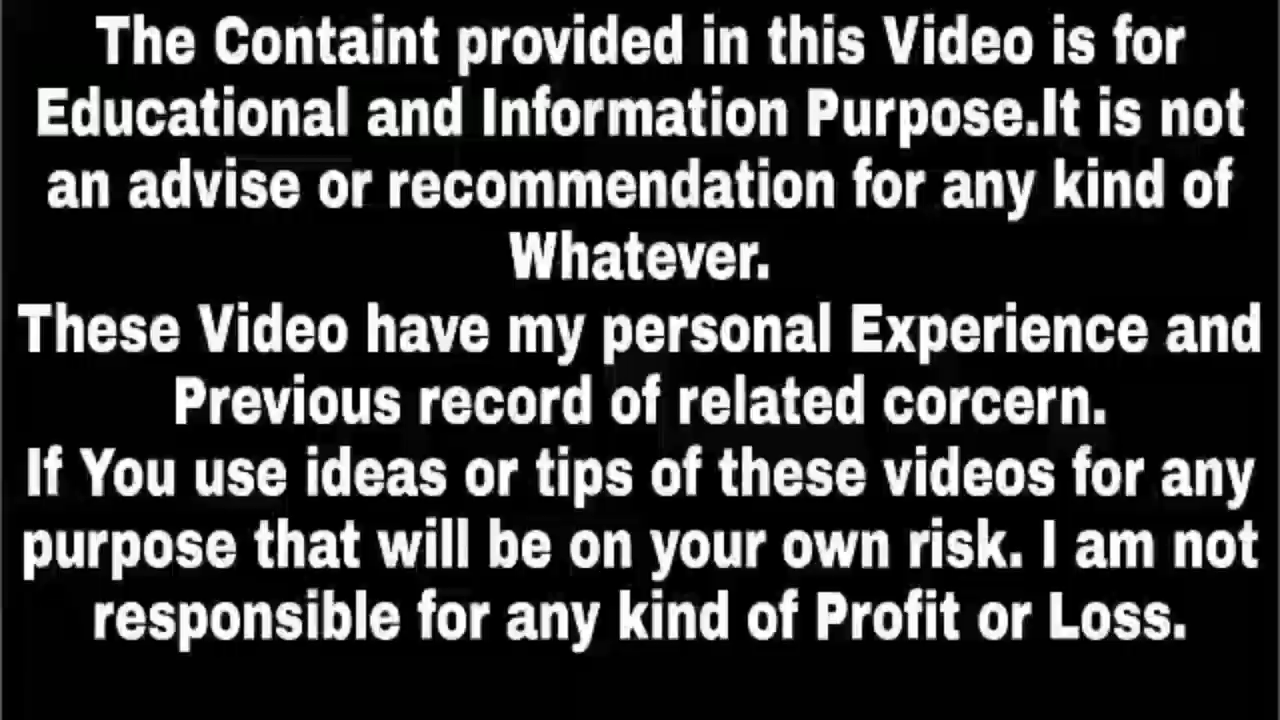 The Containt provided in this Video is for
Educational and Information Purpose.It is not
an advise or recommendation for any kind of
Whatever.
These Video have my personal Experience and
Previous record of related corcern.
If You use ideas or tips of these videos for any
purpose that will be on your own risk. I am not
responsible for any kind of Profit or Loss.